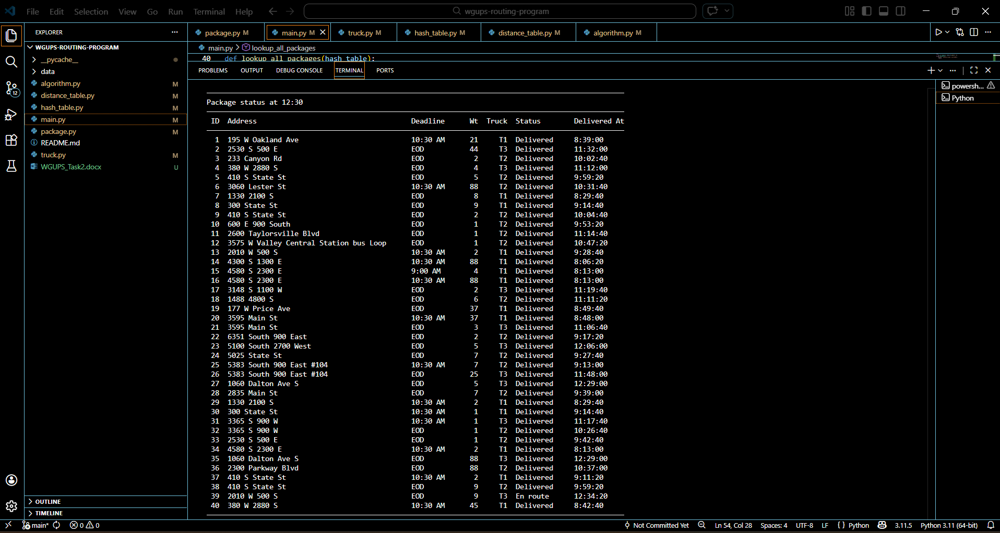 File Edit Selection View Go Run Terminal Help
wgups-routing-program
EXPLORER
WGUPS-ROUTING-PROGRAM
__pycache__
data
algorithm.py M
distance_table.py M
hash_table.py M
main.py M
package.py M
README.md
truck.py M
WGUPS_Task2.docx U
OUTLINE
TIMELINE
12
package.py M main.py M truck.py M hash_table.py M distance_table.py M algorithm.py M
main.py > lookup_all_packages
40 def lookup_all_packages(hash_table):
PROBLEMS OUTPUT DEBUG CONSOLE TERMINAL PORTS
powersh...
Python
Package status at 12:30
ID Address Deadline Wt Truck Status Delivered At
1 195 W Oakland Ave 10:30 AM 21 T1 Delivered 8:39:00
2 2530 S 500 E EOD 44 T3 Delivered 11:32:00
3 233 Canyon Rd EOD 2 T2 Delivered 10:02:40
4 380 W 2880 S EOD 4 T3 Delivered 11:12:00
5 410 S State St EOD 5 T2 Delivered 9:59:20
6 3060 Lester St 10:30 AM 88 T2 Delivered 10:31:40
7 1330 2100 S EOD 8 T1 Delivered 8:29:40
8 300 State St EOD 9 T1 Delivered 9:14:40
9 410 S State St EOD 2 T2 Delivered 10:04:40
10 600 E 900 South EOD 1 T2 Delivered 9:53:20
11 2600 Taylorsville Blvd EOD 1 T2 Delivered 11:14:40
12 3575 W Valley Central Station bus Loop EOD 1 T2 Delivered 10:47:20
13 2010 W 500 S 10:30 AM 2 T1 Delivered 9:28:40
14 4300 S 1300 E 10:30 AM 88 T1 Delivered 8:06:20
15 4580 S 2300 E 9:00 AM 4 T1 Delivered 8:13:00
16 4580 S 2300 E 10:30 AM 88 T1 Delivered 8:13:00
17 3148 S 1100 W EOD 2 T3 Delivered 11:19:40
18 1488 4800 S EOD 6 T2 Delivered 11:11:20
19 177 W Price Ave EOD 37 T1 Delivered 8:49:40
20 3595 Main St 10:30 AM 37 T1 Delivered 8:48:00
21 3595 Main St EOD 3 T3 Delivered 11:06:40
22 6351 South 900 East EOD 2 T2 Delivered 9:17:20
23 5100 South 2700 West EOD 5 T3 Delivered 12:06:00
24 5025 State St EOD 7 T2 Delivered 9:27:40
25 5383 South 900 East #104 10:30 AM 7 T2 Delivered 9:13:00
26 5383 South 900 East #104 EOD 25 T3 Delivered 11:48:00
27 1060 Dalton Ave S EOD 5 T3 Delivered 12:29:00
28 2835 Main St EOD 7 T2 Delivered 9:39:00
29 1330 2100 S 10:30 AM 2 T1 Delivered 8:29:40
30 300 State St 10:30 AM 1 T1 Delivered 9:14:40
31 3365 S 900 W 10:30 AM 1 T3 Delivered 11:17:40
32 3365 S 900 W EOD 1 T2 Delivered 10:26:40
33 2530 S 500 E EOD 1 T2 Delivered 9:42:40
34 4580 S 2300 E 10:30 AM 2 T1 Delivered 8:13:00
35 1060 Dalton Ave S EOD 88 T3 Delivered 12:29:00
36 2300 Parkway Blvd EOD 88 T2 Delivered 10:37:00
37 410 S State St 10:30 AM 2 T1 Delivered 9:11:20
38 410 S State St EOD 9 T2 Delivered 9:59:20
39 2010 W 500 S EOD 9 T3 En route 12:34:20
40 380 W 2880 S 10:30 AM 45 T1 Delivered 8:42:40
main* 0 0 Not Committed Yet Ln 54, Col 28 Spaces: 4 UTF-8 LF { } Python 3.11.5 Python 3.11 (64-bit)